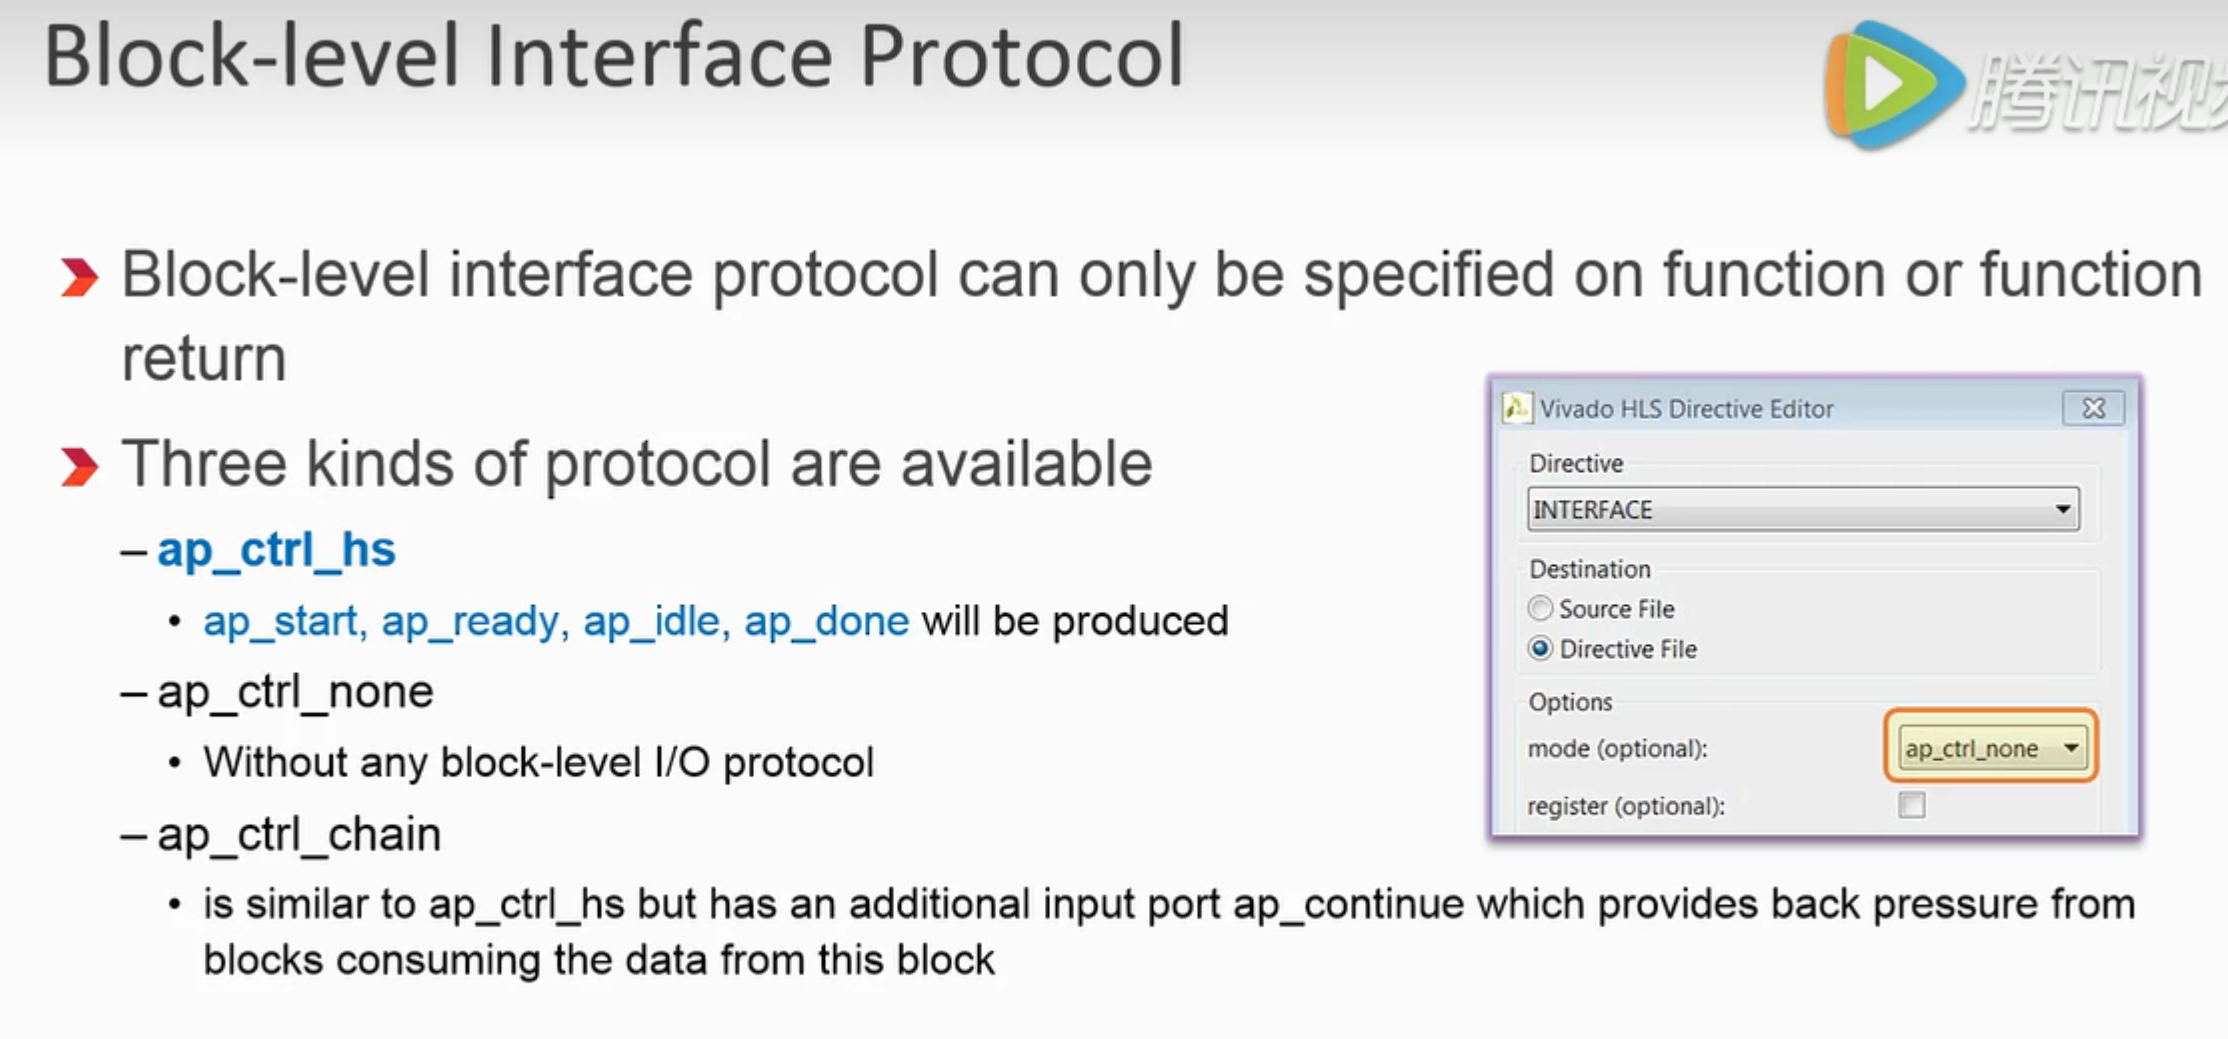 Block-level Interface Protocol
腾讯视
Block-level interface protocol can only be specified on function or function
return
Three kinds of protocol are available
– ap_ctrl_hs
• ap_start, ap_ready, ap_idle, ap_done will be produced
– ap_ctrl_none
• Without any block-level I/O protocol
– ap_ctrl_chain
• is similar to ap_ctrl_hs but has an additional input port ap_continue which provides back pressure from
blocks consuming the data from this block
Vivado HLS Directive Editor
Directive
INTERFACE
Destination
Source File
Directive File
Options
mode (optional):
ap_ctrl_none
register (optional):